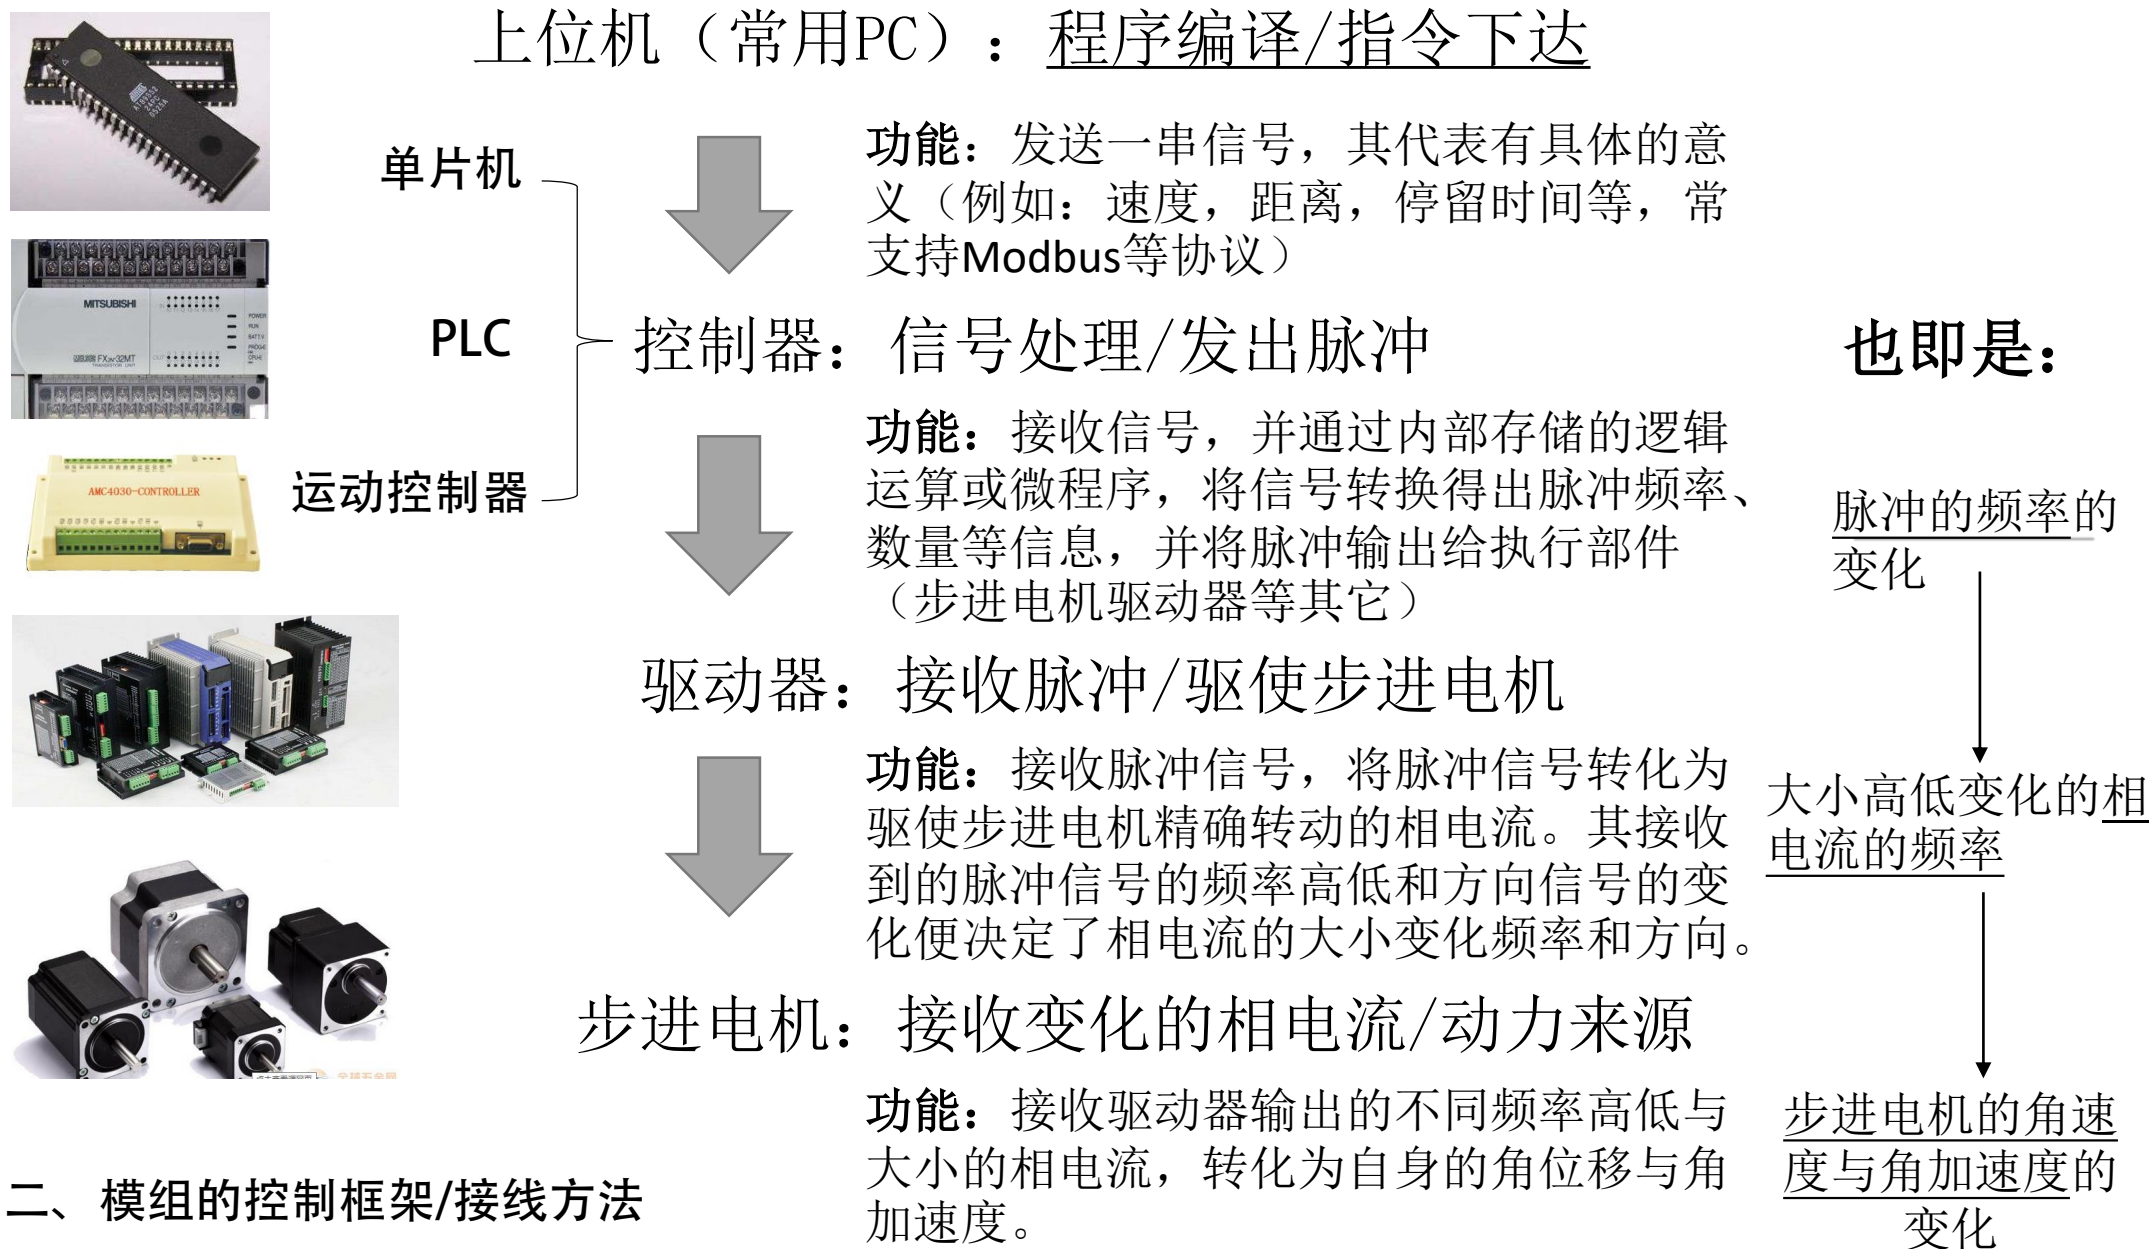 上位机（常用PC）：程序编译/指令下达
ATMEL
AT89S52
24PC
0525A
单片机
功能：发送一串信号，其代表有具体的意
义（例如：速度，距离，停留时间等，常
支持Modbus等协议）
MITSUBISHI
IN
POWER
RUN
BATT.V
PROG-E
CPU-E
OUT
FX2N-32MT
TRANSISTOR UNIT
PLC
控制器：信号处理/发出脉冲
也即是：
AMC4030-CONTROLLER
运动控制器
功能：接收信号，并通过内部存储的逻辑
运算或微程序，将信号转换得出脉冲频率、
数量等信息，并将脉冲输出给执行部件
（步进电机驱动器等其它）
脉冲的频率的
变化
驱动器：接收脉冲/驱使步进电机
功能：接收脉冲信号，将脉冲信号转化为
驱使步进电机精确转动的相电流。其接收
到的脉冲信号的频率高低和方向信号的变
化便决定了相电流的大小变化频率和方向。
大小高低变化的相
电流的频率
步进电机：接收变化的相电流/动力来源
功能：接收驱动器输出的不同频率高低与
大小的相电流，转化为自身的角位移与角
加速度。
步进电机的角速
度与角加速度的
变化
二、模组的控制框架/接线方法